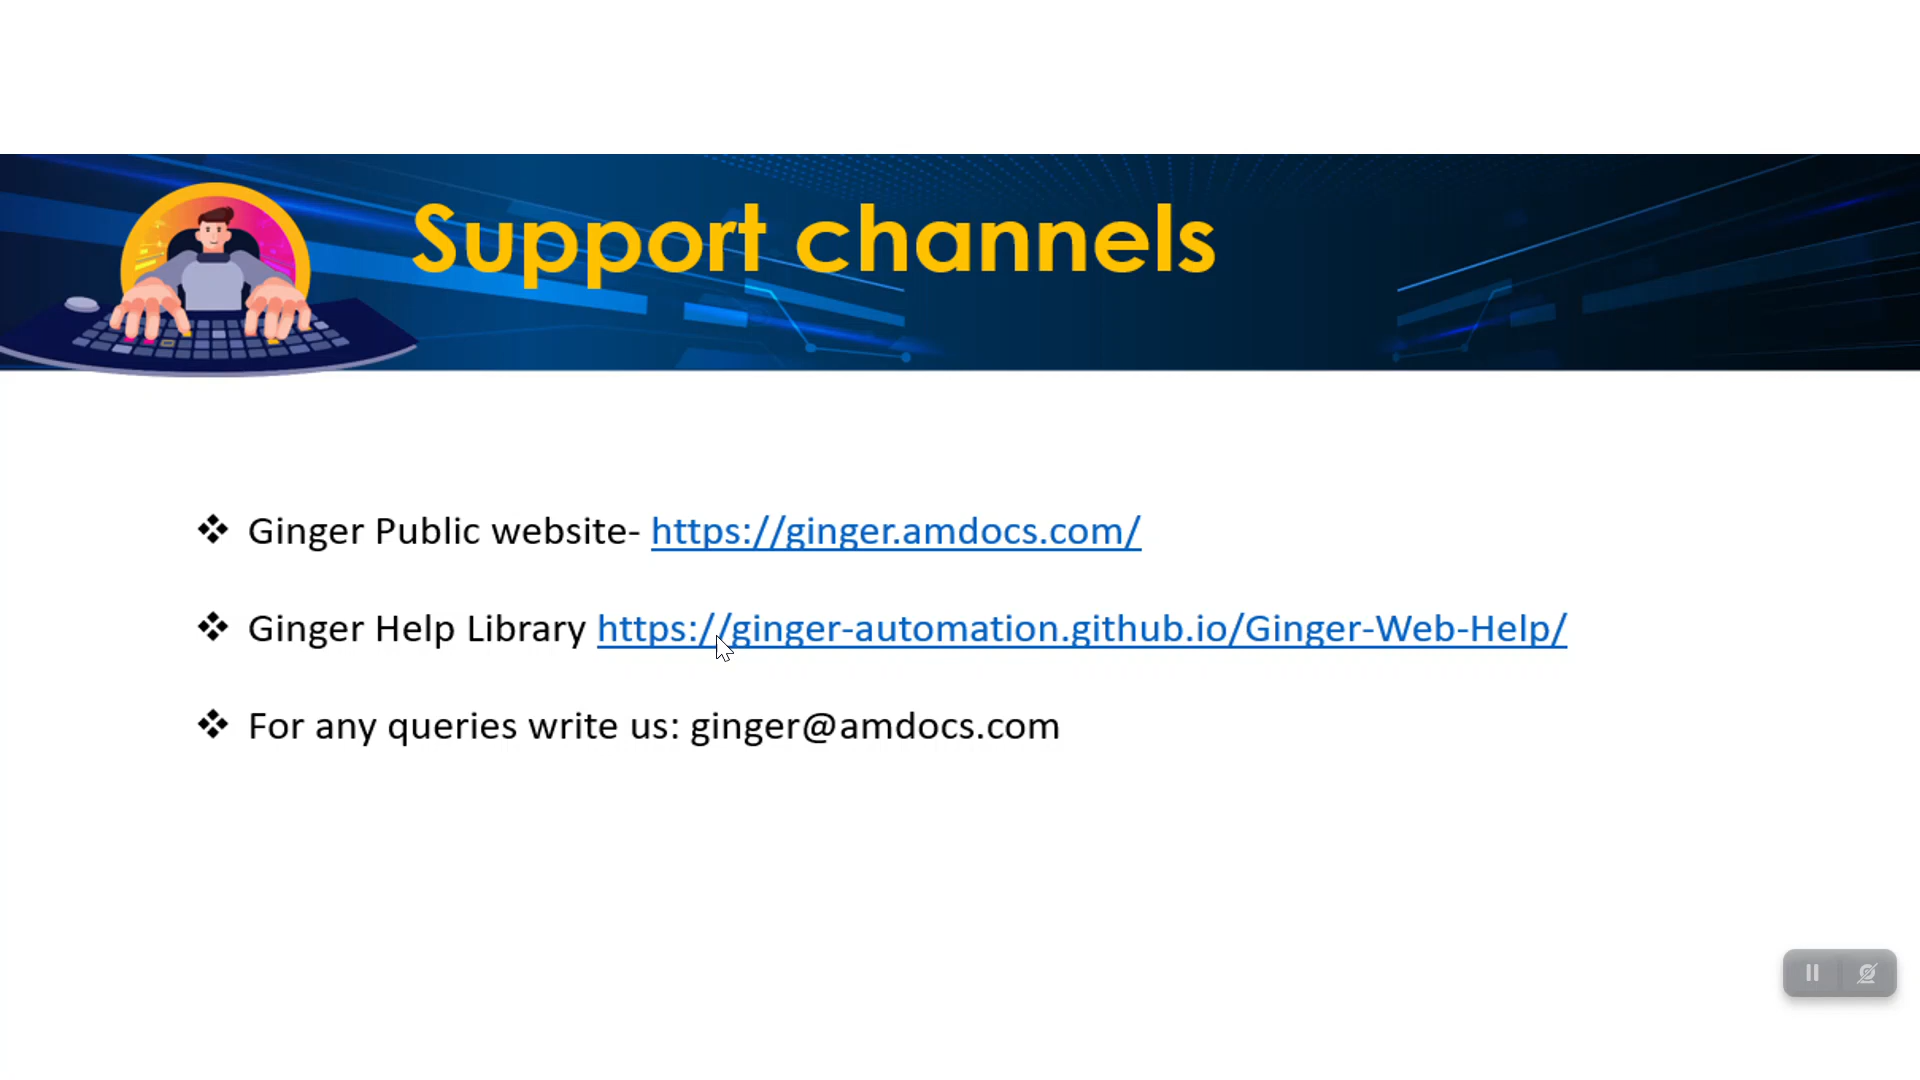 Support channels
❖ Ginger Public website- https://ginger.amdocs.com/
❖ Ginger Help Library https://ginger-automation.github.io/Ginger-Web-Help/
❖ For any queries write us: ginger@amdocs.com